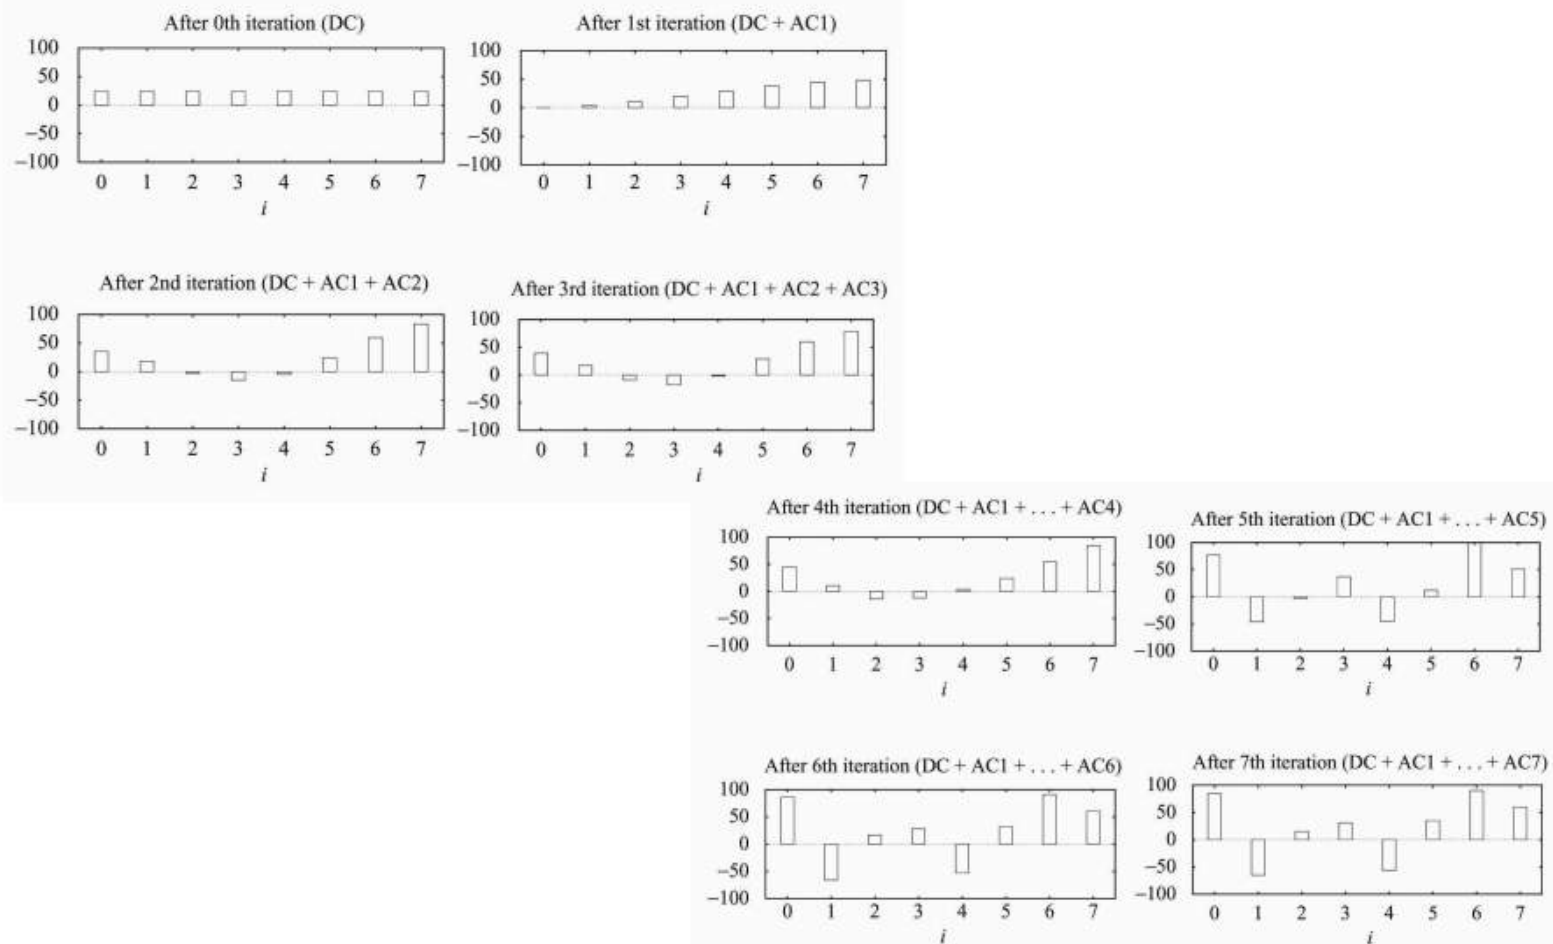 After 0th iteration (DC)
100
50
0
−50
−100
0 1 2 3 4 5 6 7
i
After 1st iteration (DC + AC1)
100
50
0
−50
−100
0 1 2 3 4 5 6 7
i
After 2nd iteration (DC + AC1 + AC2)
100
50
0
−50
−100
0 1 2 3 4 5 6 7
i
After 3rd iteration (DC + AC1 + AC2 + AC3)
100
50
0
−50
−100
0 1 2 3 4 5 6 7
i
After 4th iteration (DC + AC1 + . . . + AC4)
100
50
0
−50
−100
0 1 2 3 4 5 6 7
i
After 5th iteration (DC + AC1 + . . . + AC5)
100
50
0
−50
−100
0 1 2 3 4 5 6 7
i
After 6th iteration (DC + AC1 + . . . + AC6)
100
50
0
−50
−100
0 1 2 3 4 5 6 7
i
After 7th iteration (DC + AC1 + . . . + AC7)
100
50
0
−50
−100
0 1 2 3 4 5 6 7
i